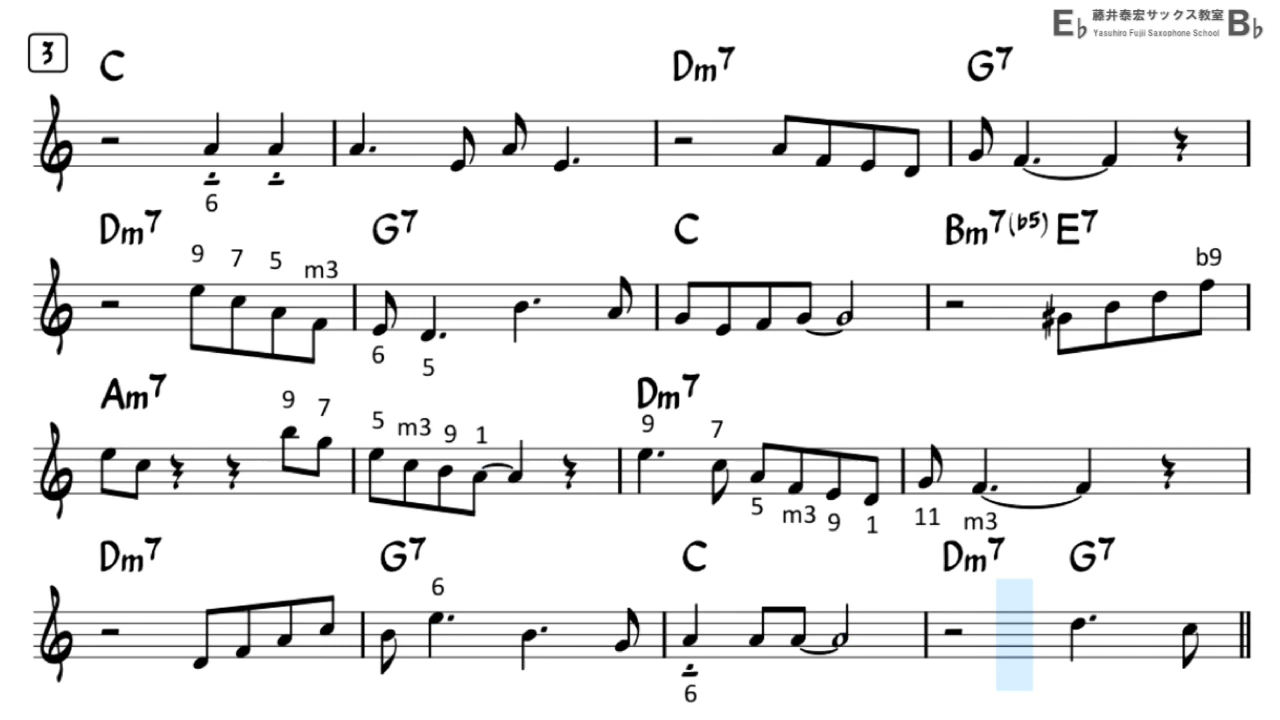 E♭ 藤井泰宏サックス教室 B♭
Yasuhiro Fujii Saxophone School
3
C Dm7 G7
6
Dm7 G7 C Bm7(b5) E7
9 7 5 m3 b9
6 5
Am7 Dm7
9 7 5 m3 9 1 9 7
5 m3 9 1 11 m3
Dm7 G7 C Dm7 G7
6
6